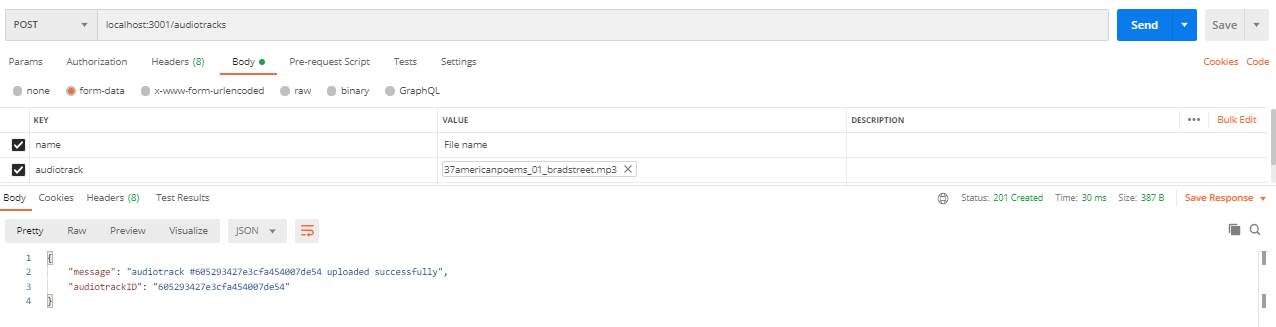 POST localhost:3001/audiotracks Send Save
Params Authorization Headers (8) Body Pre-request Script Tests Settings Cookies Code
none form-data x-www-form-urlencoded raw binary GraphQL
KEY VALUE DESCRIPTION ••• Bulk Edit
name File name
audiotrack 37americanpoems_01_bradstreet.mp3
Body Cookies Headers (8) Test Results Status: 201 Created Time: 30 ms Size: 387 B Save Response
Pretty Raw Preview Visualize JSON
1 {
2 "message": "audiotrack #605293427e3cfa454007de54 uploaded successfully",
3 "audiotrackID": "605293427e3cfa454007de54"
4 }